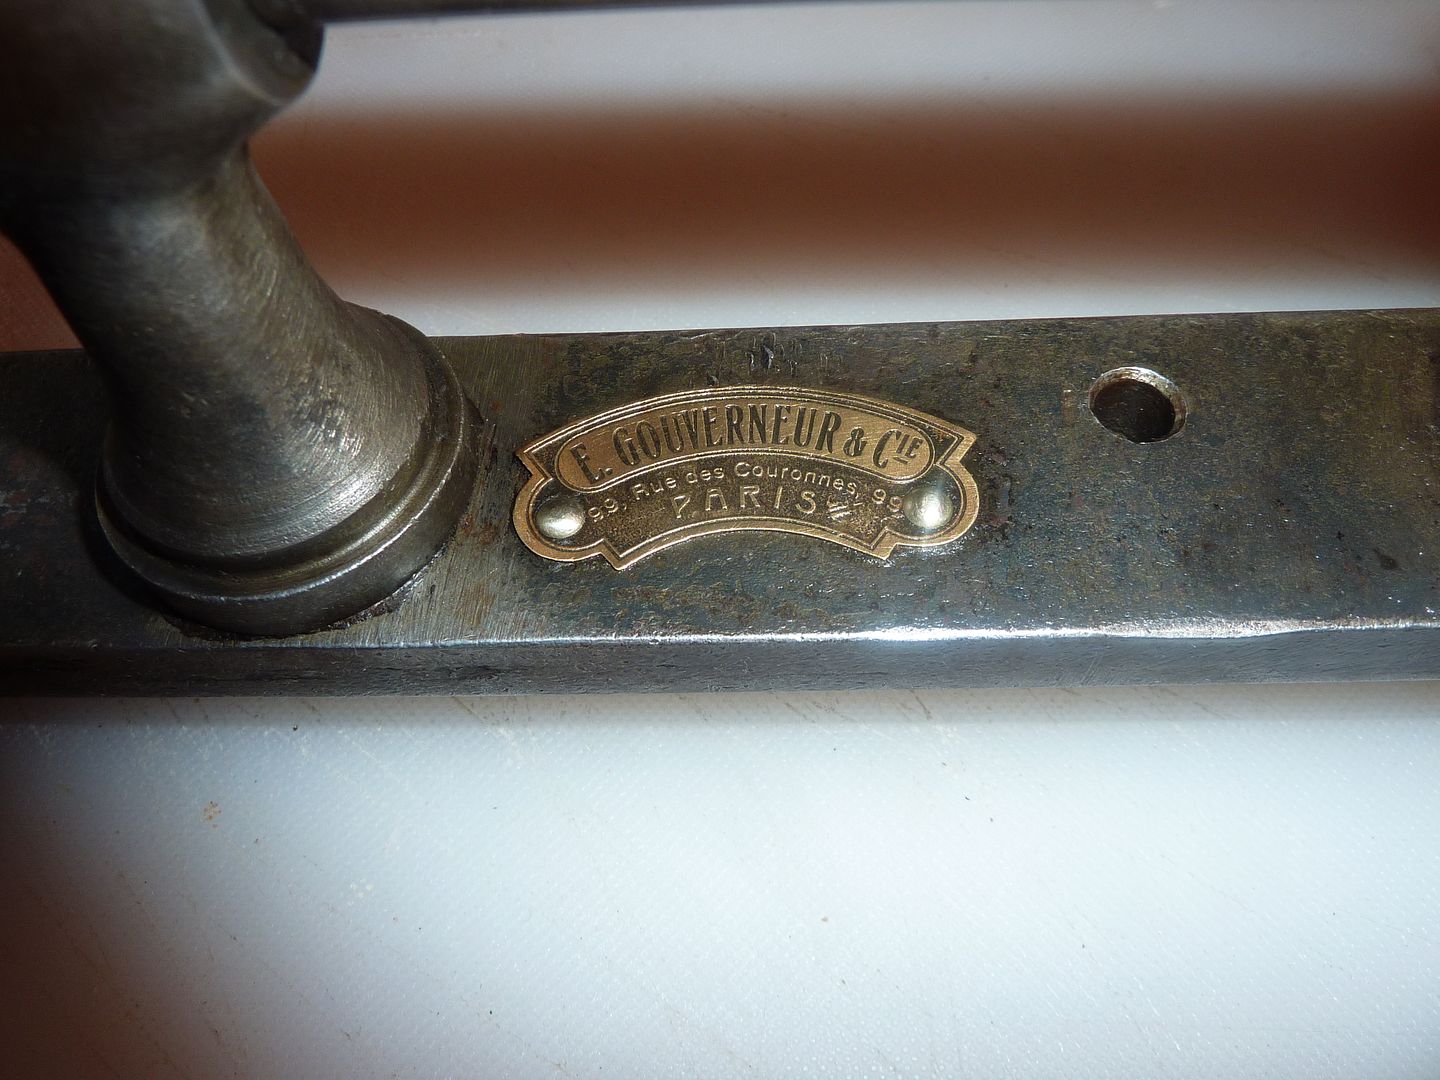 E. GOUVERNEUR & CIE
99, Rue des Couronnes, 99
PARIS